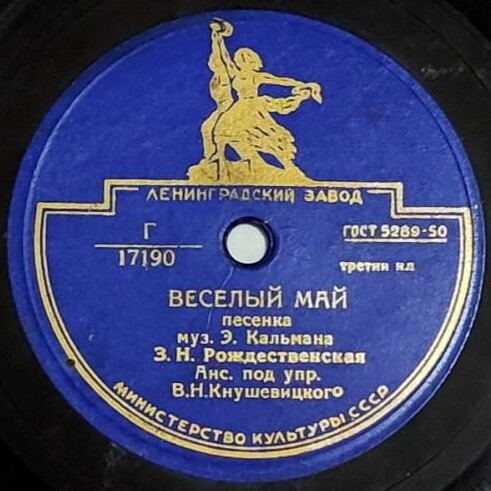 ЛЕНИНГРАДСКИЙ ЗАВОД
Г
17190
ГОСТ 5289-50
третий кл
ВЕСЕЛЫЙ МАЙ
песенка
муз. Э. Кальмана
З. Н. Рождественская
Анс. под упр.
В.Н.Кнушевицкого
МИНИСТЕРСТВО КУЛЬТУРЫ СССР